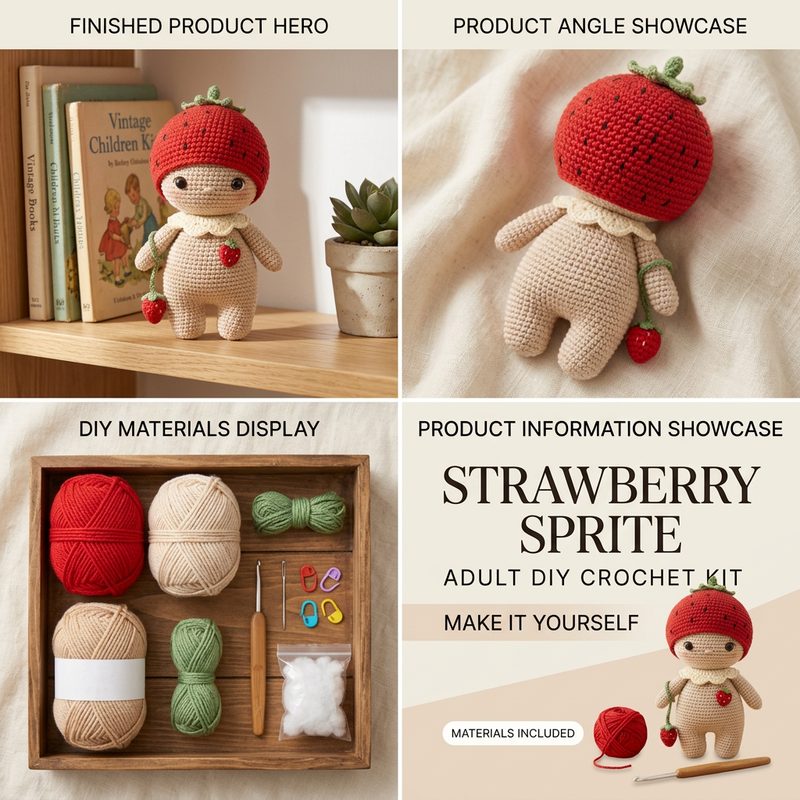 FINISHED PRODUCT HERO
PRODUCT ANGLE SHOWCASE
Vintage Books
Vintage
Children Ki
DIY MATERIALS DISPLAY
PRODUCT INFORMATION SHOWCASE
STRAWBERRY
SPRITE
ADULT DIY CROCHET KIT
MAKE IT YOURSELF
MATERIALS INCLUDED